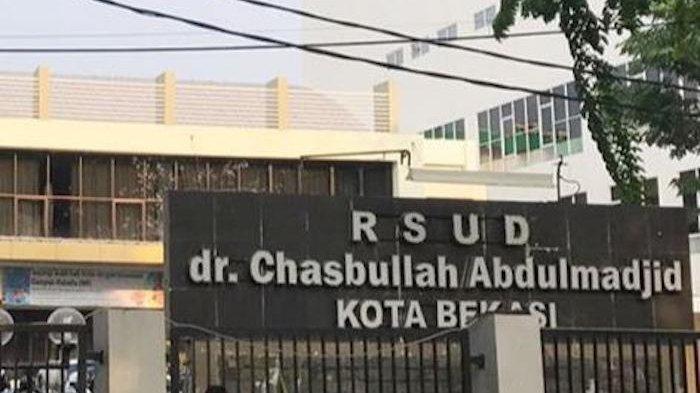 RSUD
dr. Chasbullah Abdulmadjid
KOTA BEKASI